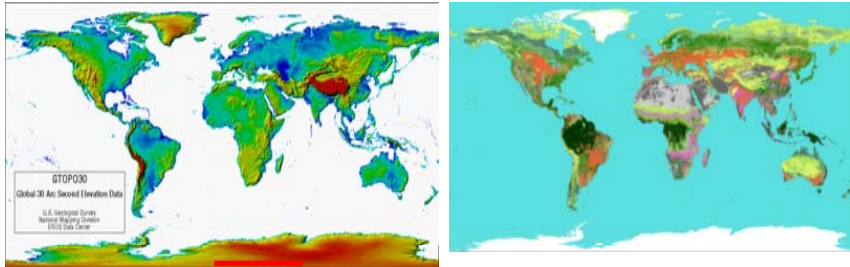 GTOPO30
Global 30 Arc Second Elevation Data
U.S. Geological Survey
National Mapping Division
EROS Data Center